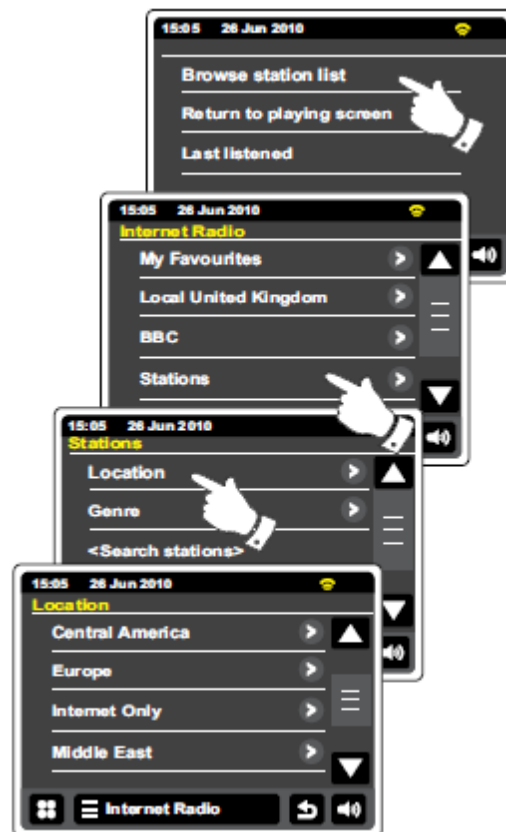 15:05 26 Jun 2010
Browse station list
Return to playing screen
Last listened
15:05 26 Jun 2010
Internet Radio
My Favourites
Local United Kingdom
BBC
Stations
15:05 26 Jun 2010
Stations
Location
Genre
<Search stations>
15:05 26 Jun 2010
Location
Central America
Europe
Internet Only
Middle East
Internet Radio